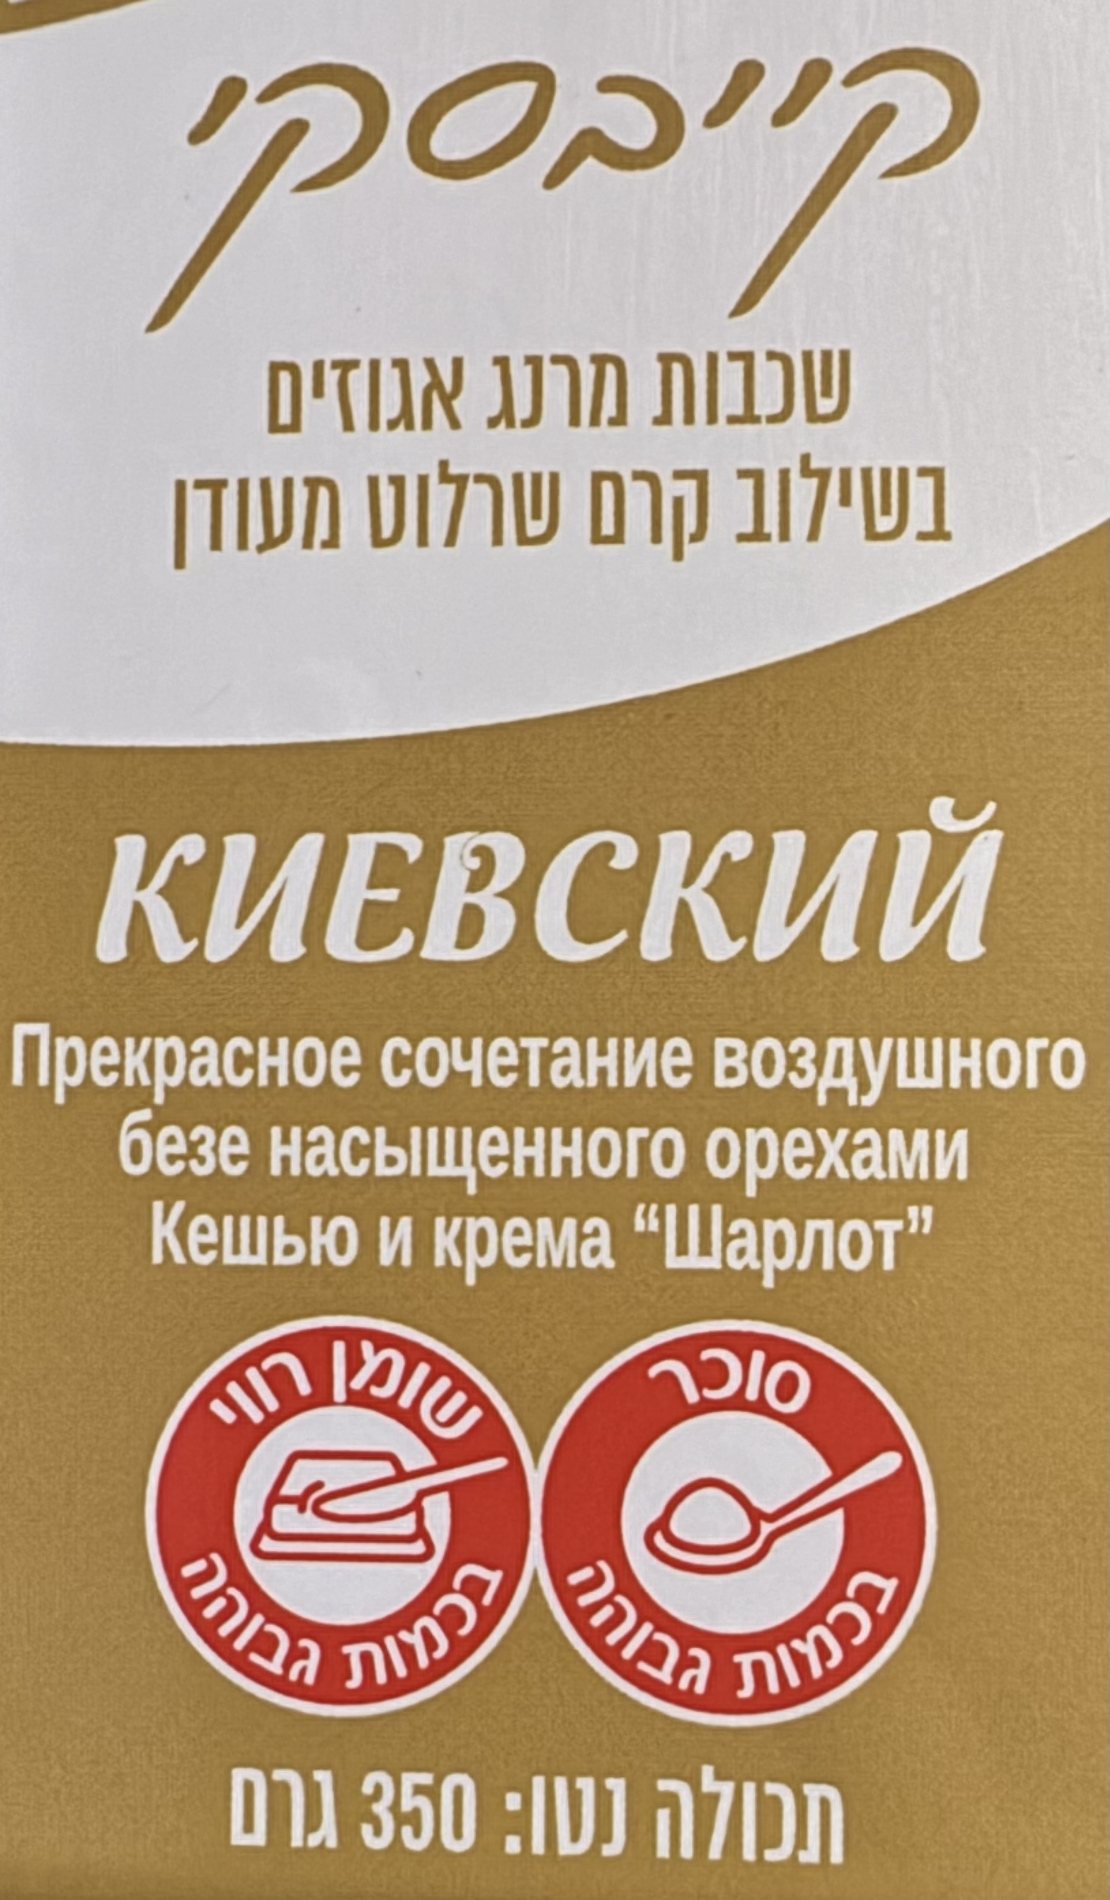 קייבסקי
שכבות מרנג אגוזים
בשילוב קרם שרלוט מעודן
КИЕВСКИЙ
Прекрасное сочетание воздушного
безе насыщенного орехами
Кешью и крема “Шарлот”
שומן רווי
בכמות גבוהה
סוכר
בכמות גבוהה
תכולה נטו: 350 גרם